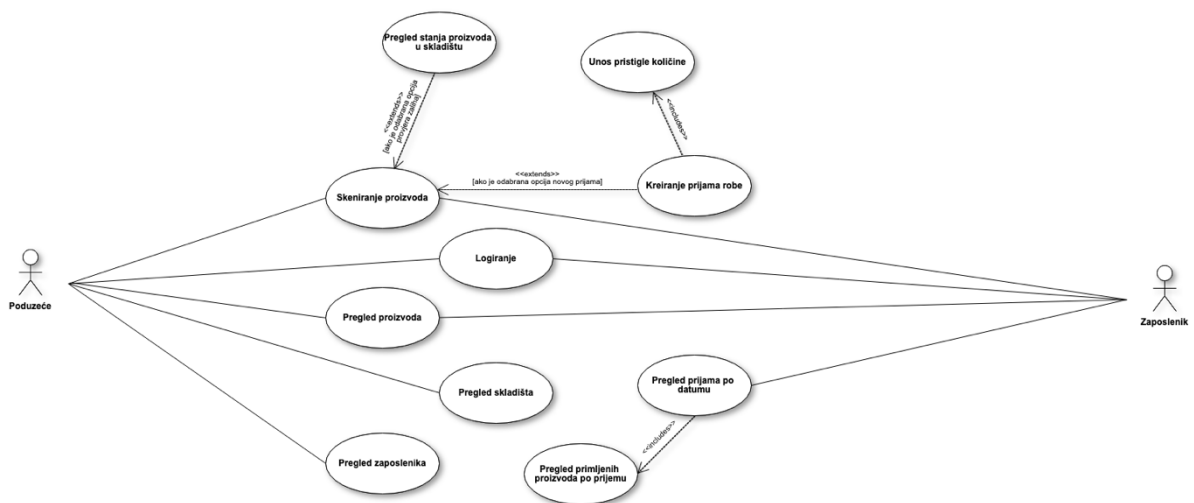 Pregled stanja proizvoda
u skladištu
Unos pristigle količine
<<extends>>
[ako je odabrana opcija
provjera zaliha]
<<includes>>
<<extends>>
[ako je odabrana opcija novog prijama]
Skeniranje proizvoda
Kreiranje prijama robe
Logiranje
Poduzeće
Pregled proizvoda
Zaposlenik
Pregled skladišta
Pregled prijama po
datumu
<<includes>>
Pregled zaposlenika
Pregled primljenih
proizvoda po prijemu